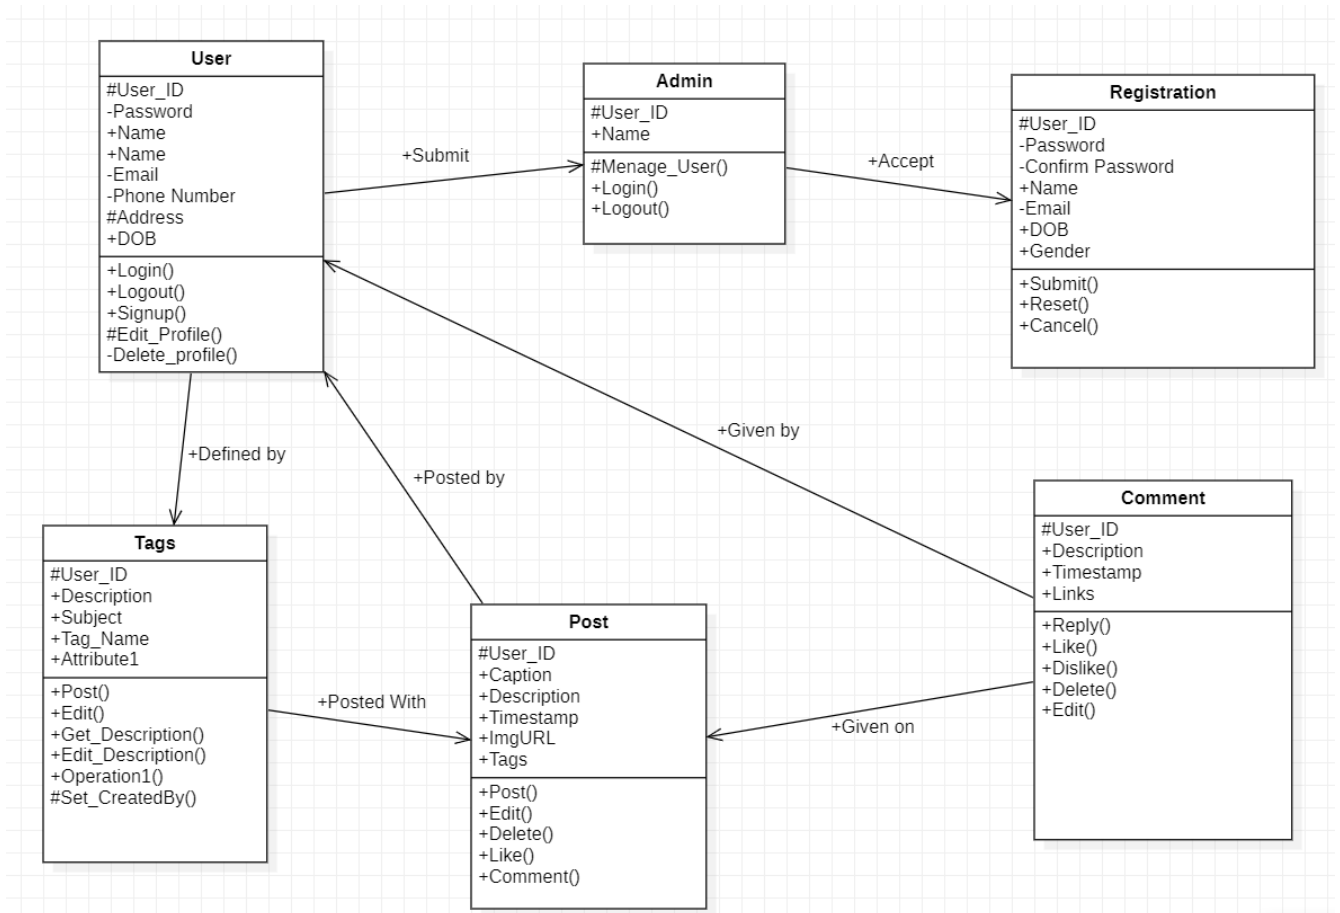 User
#User_ID
-Password
+Name
+Name
-Email
-Phone Number
#Address
+DOB
+Login()
+Logout()
+Signup()
#Edit_Profile()
-Delete_profile()
+Submit
Admin
#User_ID
+Name
#Menage_User()
+Login()
+Logout()
+Accept
Registration
#User_ID
-Password
-Confirm Password
+Name
-Email
+DOB
+Gender
+Submit()
+Reset()
+Cancel()
+Defined by
+Posted by
+Given by
Tags
#User_ID
+Description
+Subject
+Tag_Name
+Attribute1
+Post()
+Edit()
+Get_Description()
+Edit_Description()
+Operation1()
#Set_CreatedBy()
+Posted With
Post
#User_ID
+Caption
+Description
+Timestamp
+ImgURL
+Tags
+Post()
+Edit()
+Delete()
+Like()
+Comment()
+Given on
Comment
#User_ID
+Description
+Timestamp
+Links
+Reply()
+Like()
+Dislike()
+Delete()
+Edit()